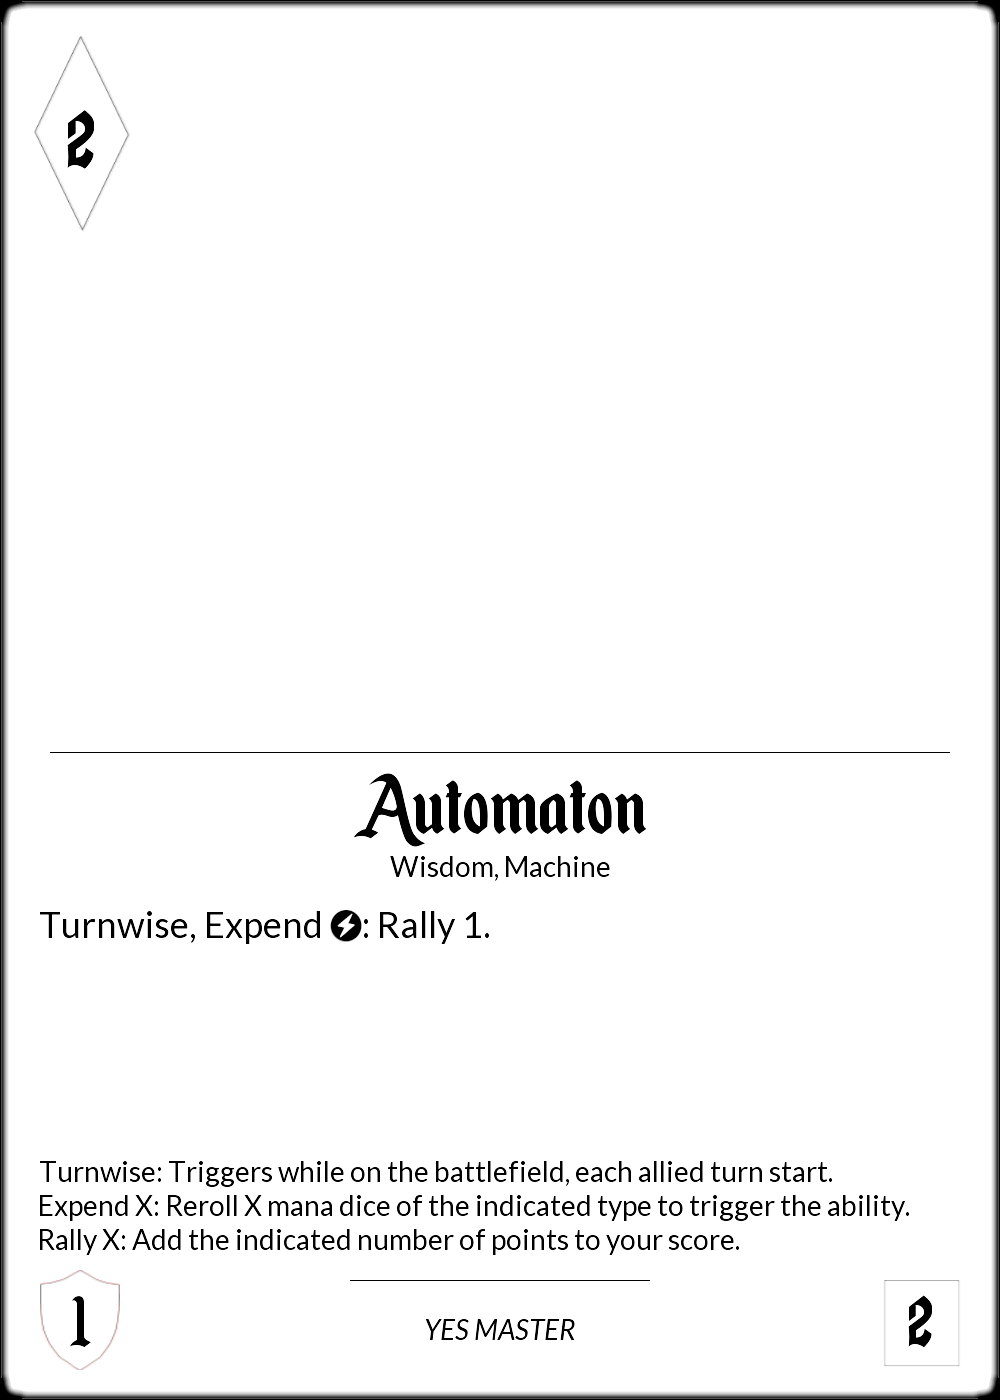 2
Automaton
Wisdom, Machine
Turnwise, Expend : Rally 1.
Turnwise: Triggers while on the battlefield, each allied turn start.
Expend X: Reroll X mana dice of the indicated type to trigger the ability.
Rally X: Add the indicated number of points to your score.
1
YES MASTER
2